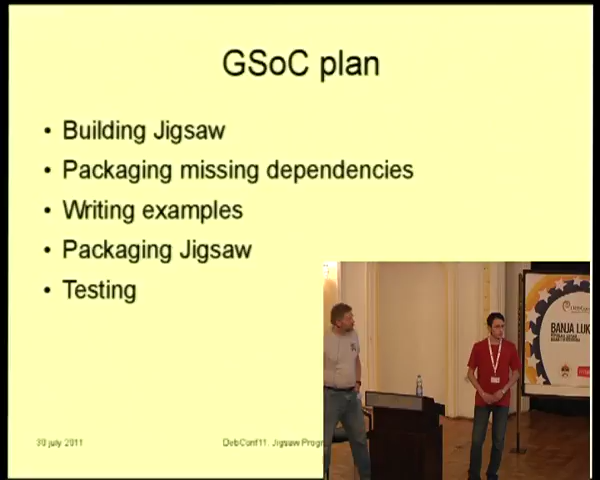 GSoC plan
• Building Jigsaw
• Packaging missing dependencies
• Writing examples
• Packaging Jigsaw
• Testing
30 july 2011
DebConf11: Jigsaw Progr
BANJA LUK